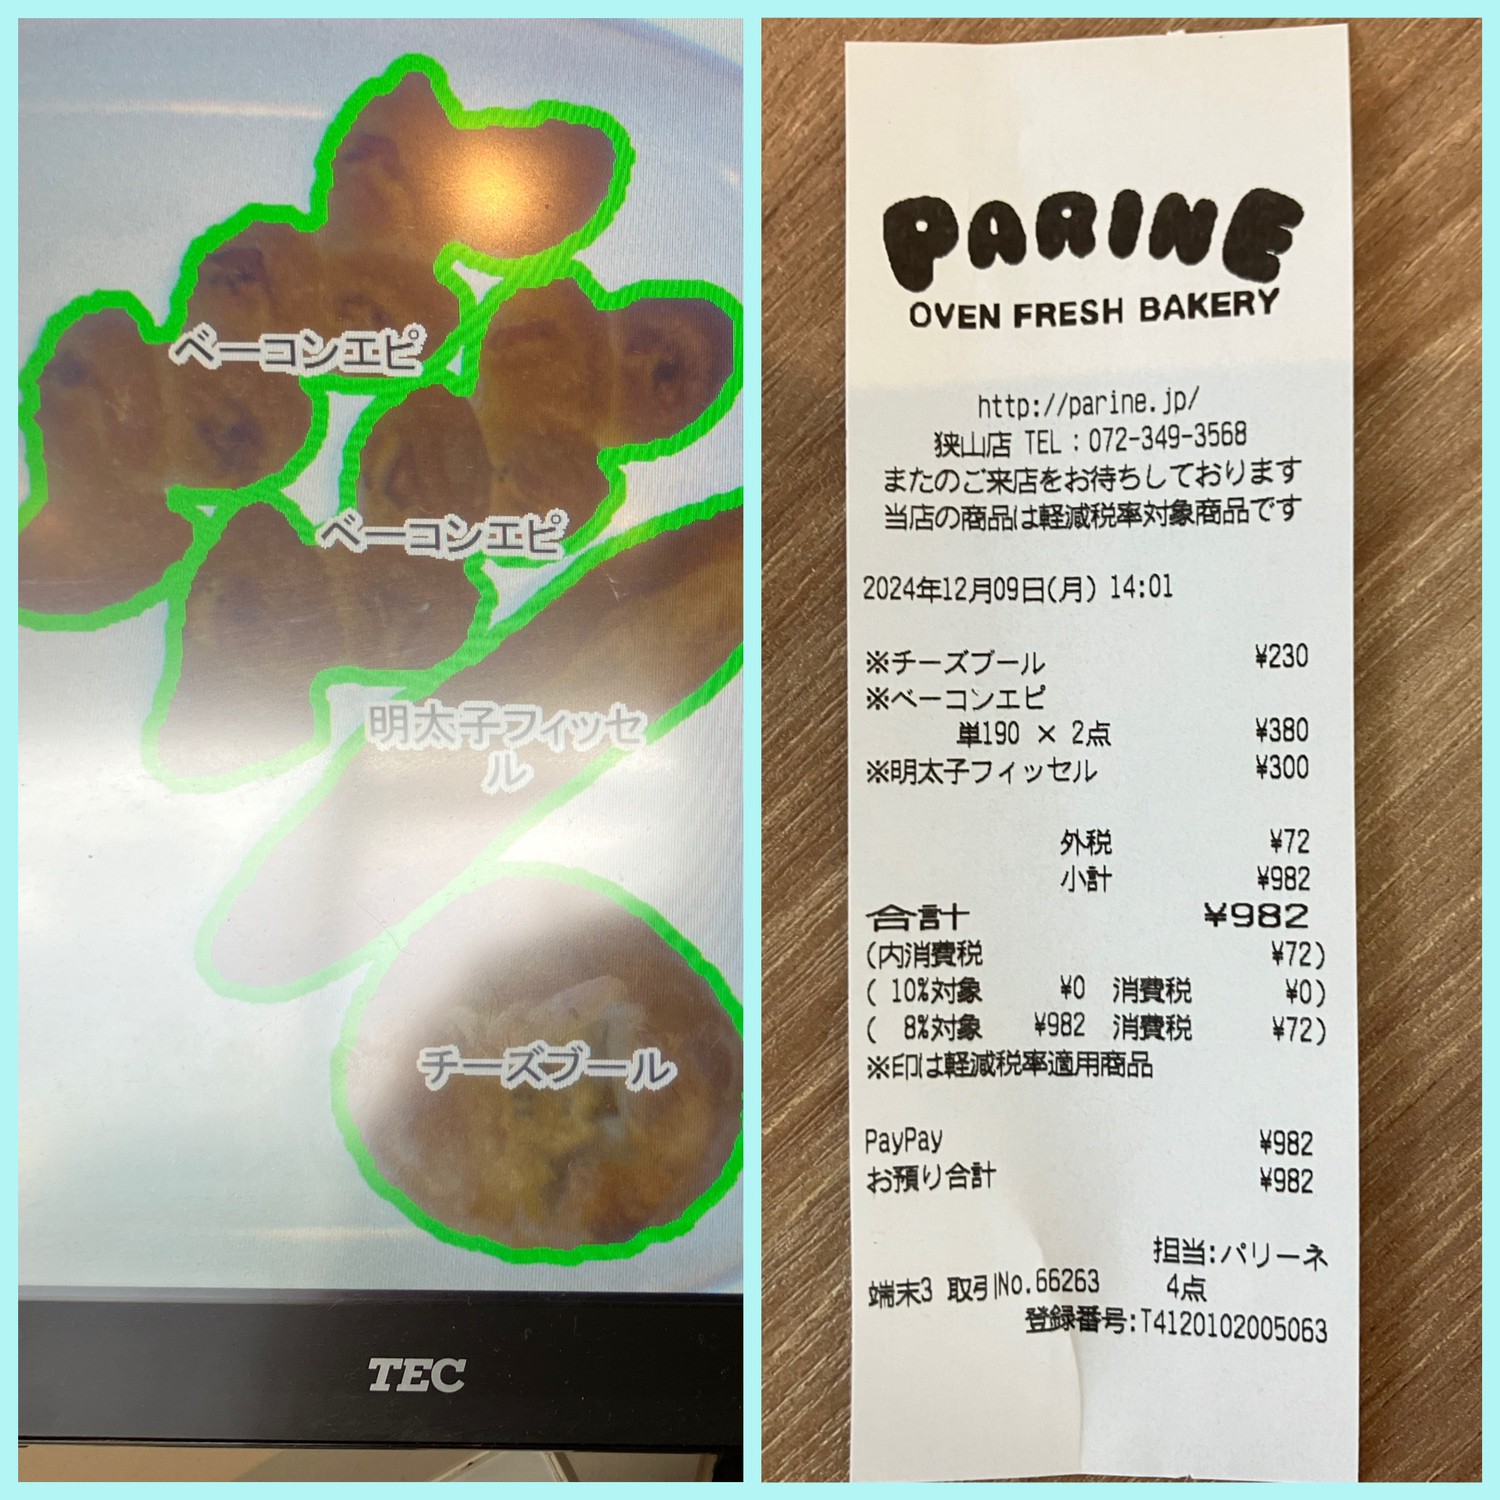 ベーコンエピ
ベーコンエピ
明太子フィッセ
ル
チーズブール
TEC
PARINE
OVEN FRESH BAKERY
http://parine.jp/
狭山店 TEL : 072-349-3568
またのご来店をお待ちしております
当店の商品は軽減税率対象商品です
2024年12月09日(月) 14:01
※チーズブール ¥230
※ベーコンエピ
単190 × 2点 ¥380
※明太子フィッセル ¥300
外税 ¥72
小計 ¥982
合計 ¥982
(内消費税 ¥72)
( 10%対象 ¥0 消費税 ¥0)
( 8%対象 ¥982 消費税 ¥72)
※印は軽減税率適用商品
PayPay ¥982
お預り合計 ¥982
担当:パリーネ
端末3 取引No.66263 4点
登録番号:T4120102005063